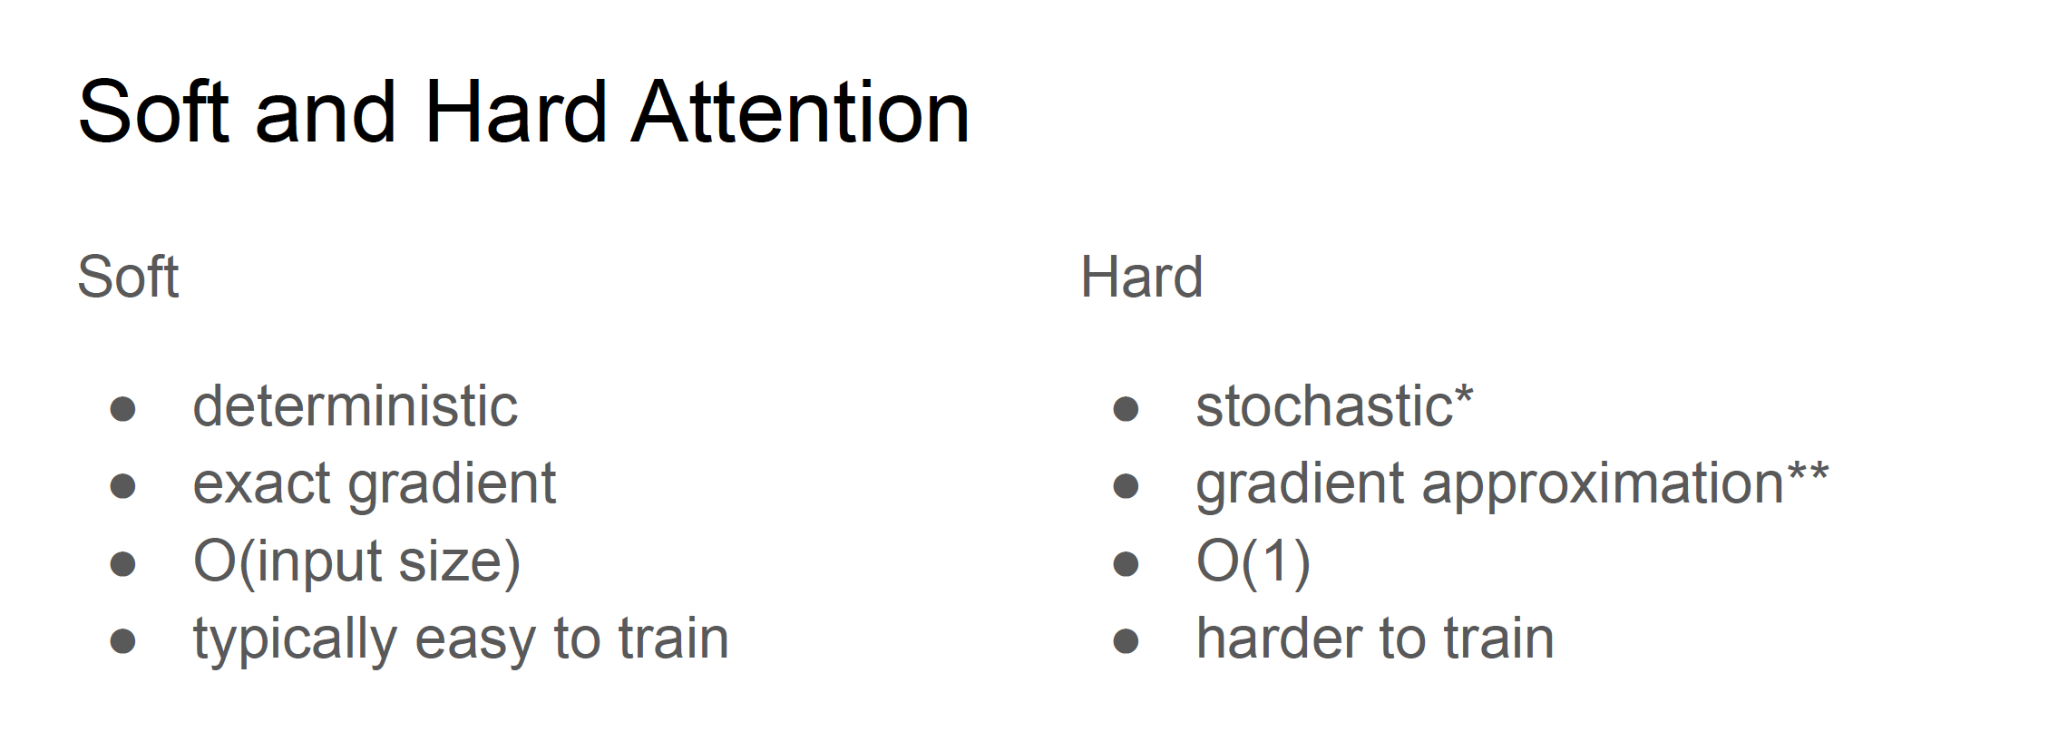 Soft and Hard Attention
Soft
● deterministic
● exact gradient
● O(input size)
● typically easy to train
Hard
● stochastic*
● gradient approximation**
● O(1)
● harder to train